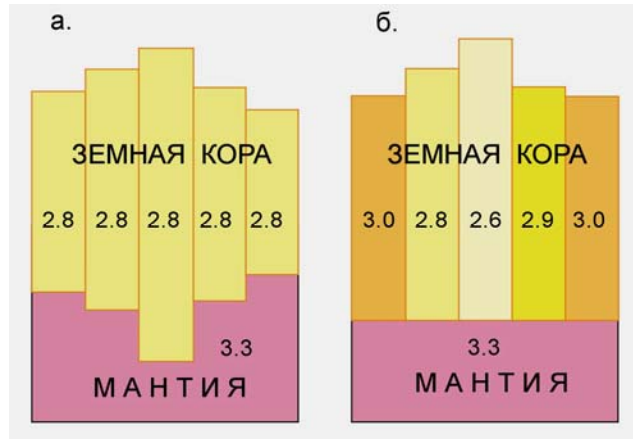 а.
ЗЕМНАЯ КОРА
2.8 2.8 2.8 2.8 2.8
3.3
МАНТИЯ
б.
ЗЕМНАЯ КОРА
3.0 2.8 2.6 2.9 3.0
3.3
МАНТИЯ